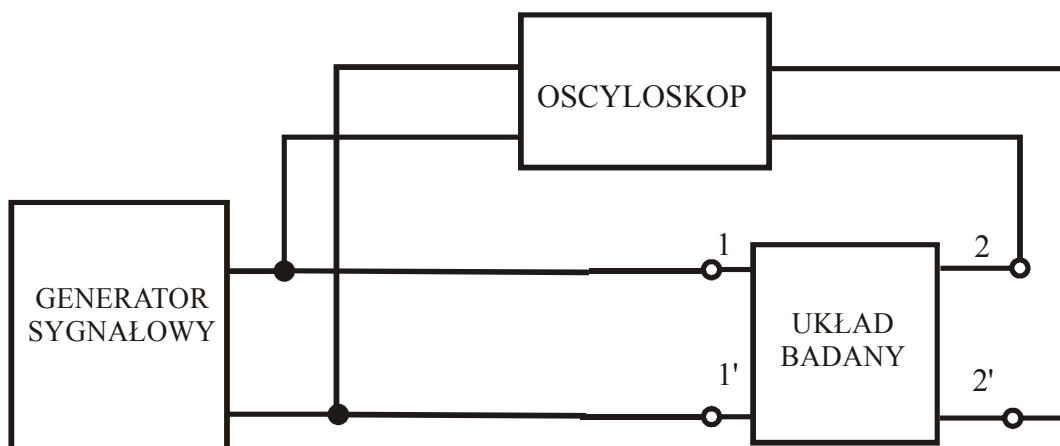 OSCYLOSKOP
1
2
GENERATOR
SYGNAŁOWY
UKŁAD
BADANY
1'
2'